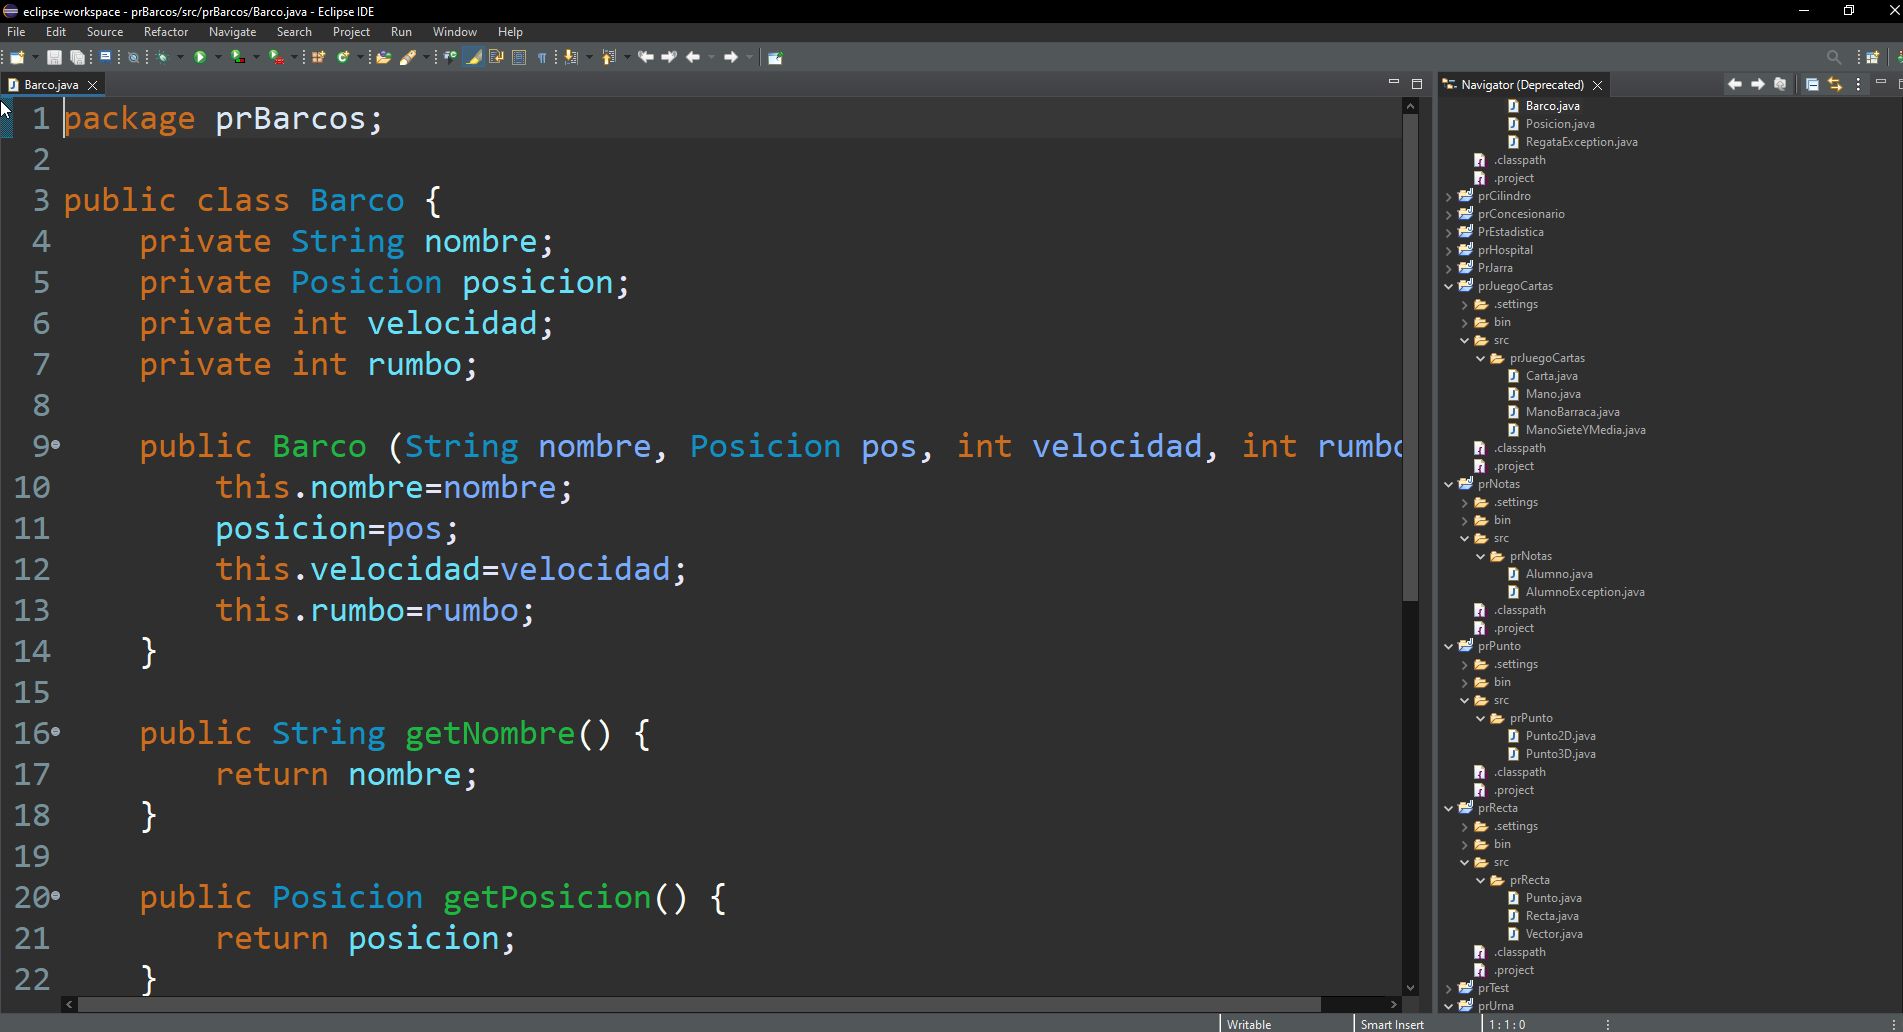 eclipse-workspace - prBarcos/src/prBarcos/Barco.java - Eclipse IDE
File Edit Source Refactor Navigate Search Project Run Window Help
Barco.java
1 package prBarcos;
2
3 public class Barco {
4 private String nombre;
5 private Posicion posicion;
6 private int velocidad;
7 private int rumbo;
8
9 public Barco (String nombre, Posicion pos, int velocidad, int rumbo
10 this.nombre=nombre;
11 posicion=pos;
12 this.velocidad=velocidad;
13 this.rumbo=rumbo;
14 }
15
16 public String getNombre() {
17 return nombre;
18 }
19
20 public Posicion getPosicion() {
21 return posicion;
22 }
Navigator (Deprecated)
Barco.java
Posicion.java
RegataException.java
.classpath
.project
prCilindro
prConcesionario
PrEstadistica
prHospital
PrJarra
prJuegoCartas
.settings
bin
src
prJuegoCartas
Carta.java
Mano.java
ManoBarraca.java
ManoSieteYMedia.java
.classpath
.project
prNotas
.settings
bin
src
prNotas
Alumno.java
AlumnoException.java
.classpath
.project
prPunto
.settings
bin
src
prPunto
Punto2D.java
Punto3D.java
.classpath
.project
prRecta
.settings
bin
src
prRecta
Punto.java
Recta.java
Vector.java
.classpath
.project
prTest
prUrna
Writable Smart Insert 1 : 1 : 0